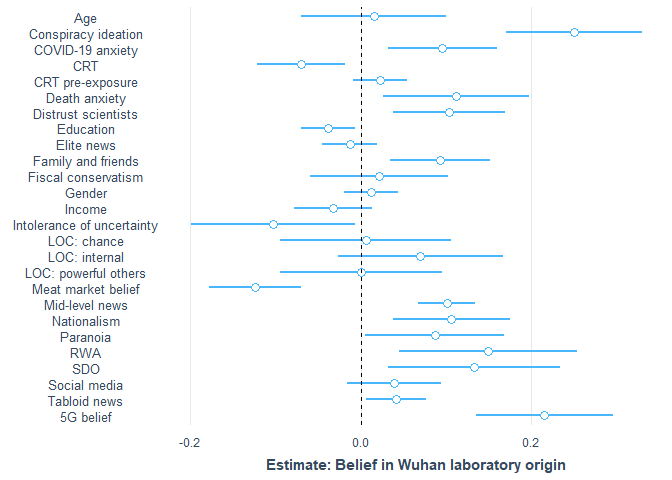 Age
Conspiracy ideation
COVID-19 anxiety
CRT
CRT pre-exposure
Death anxiety
Distrust scientists
Education
Elite news
Family and friends
Fiscal conservatism
Gender
Income
Intolerance of uncertainty
LOC: chance
LOC: internal
LOC: powerful others
Meat market belief
Mid-level news
Nationalism
Paranoia
RWA
SDO
Social media
Tabloid news
5G belief
-0.2 0.0 0.2
Estimate: Belief in Wuhan laboratory origin